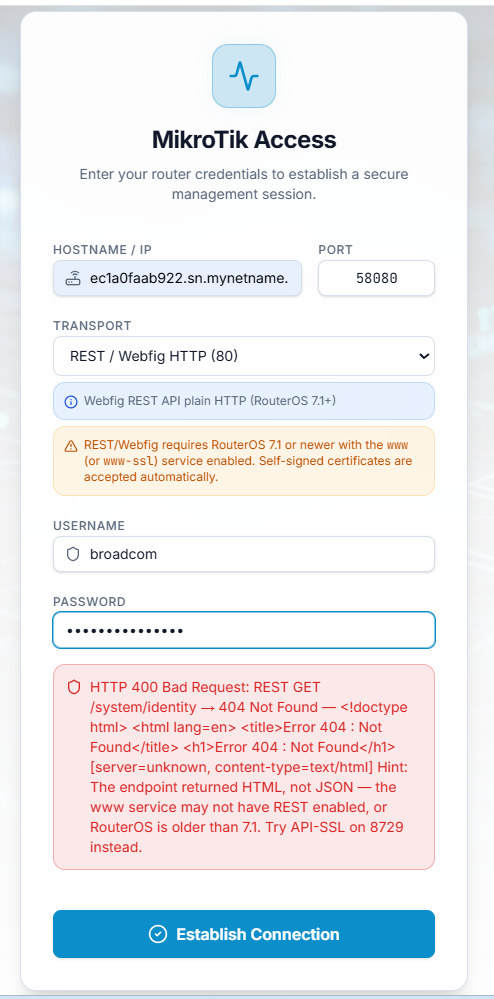 MikroTik Access
Enter your router credentials to establish a secure
management session.
HOSTNAME / IP
PORT
ec1a0faab922.sn.mynetname.
58080
TRANSPORT
REST / Webfig HTTP (80)
Webfig REST API plain HTTP (RouterOS 7.1+)
REST/Webfig requires RouterOS 7.1 or newer with the www
(or www-ssl) service enabled. Self-signed certificates are
accepted automatically.
USERNAME
broadcom
PASSWORD
•••••••••••••••
HTTP 400 Bad Request: REST GET
/system/identity → 404 Not Found — <!doctype
html> <html lang=en> <title>Error 404 : Not
Found</title> <h1>Error 404 : Not Found</h1>
[server=unknown, content-type=text/html] Hint:
The endpoint returned HTML, not JSON — the
www service may not have REST enabled, or
RouterOS is older than 7.1. Try API-SSL on 8729
instead.
Establish Connection